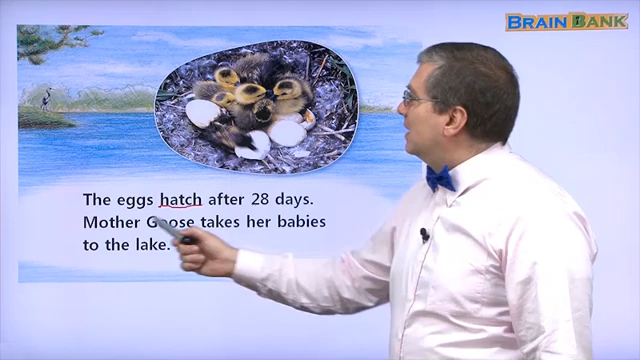 BRAIN BANK
The eggs hatch after 28 days.
Mother Goose takes her babies
to the lake.